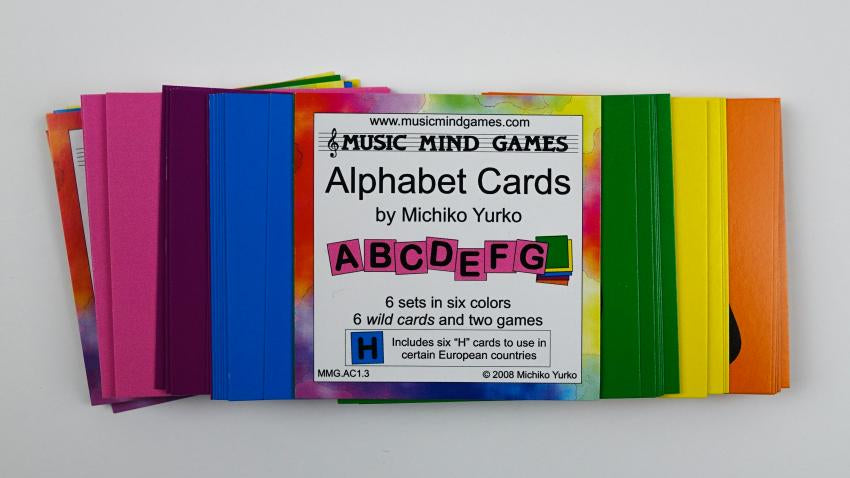 www.musicmindgames.com
MUSIC MIND GAMES
Alphabet Cards
by Michiko Yurko
ABCDEFG
6 sets in six colors
6 wild cards and two games
H
Includes six "H" cards to use in
certain European countries
MMG.AC1.3 © 2008 Michiko Yurko